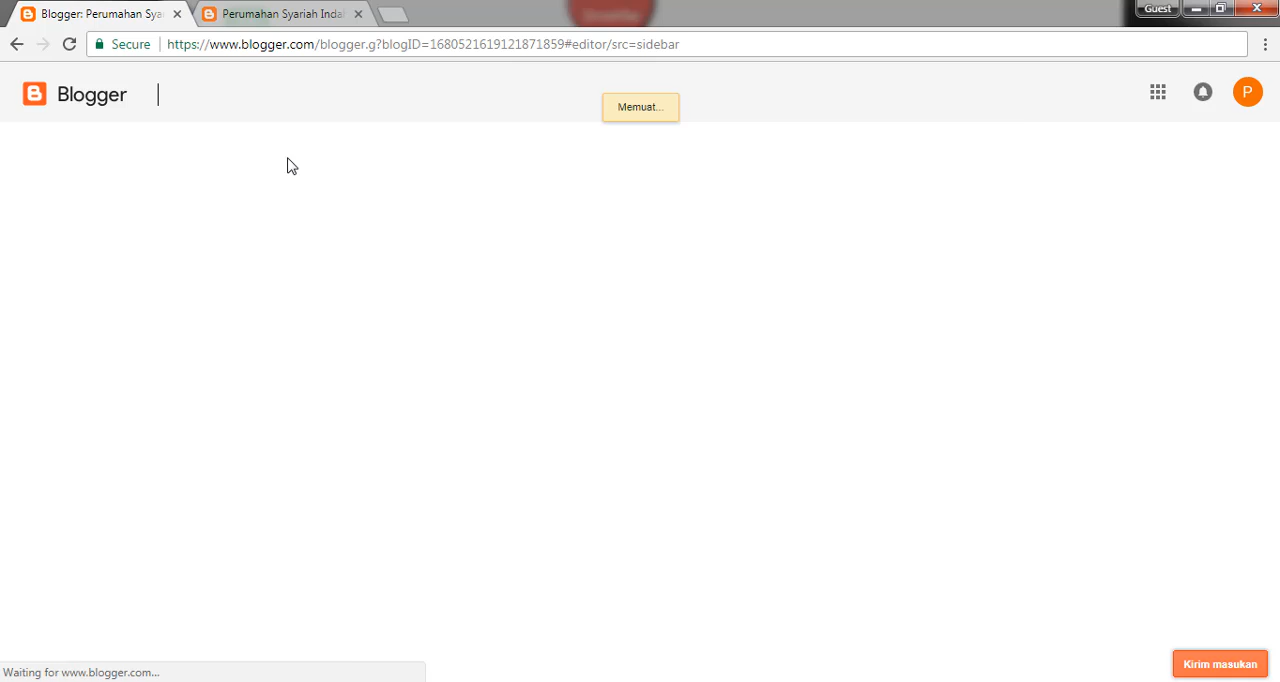 Blogger: Perumahan Sya
Perumahan Syariah Inda
Guest
Secure
https://www.blogger.com/blogger.g?blogID=1680521619121871859#editor/src=sidebar
Blogger
Memuat...
P
Waiting for www.blogger.com...
Kirim masukan